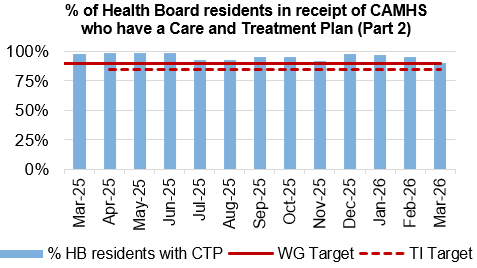 % of Health Board residents in receipt of CAMHS
who have a Care and Treatment Plan (Part 2)
100%
75%
50%
25%
0%
Mar-25 Apr-25 May-25 Jun-25 Jul-25 Aug-25 Sep-25 Oct-25 Nov-25 Dec-25 Jan-26 Feb-26 Mar-26
% HB residents with CTP WG Target TI Target